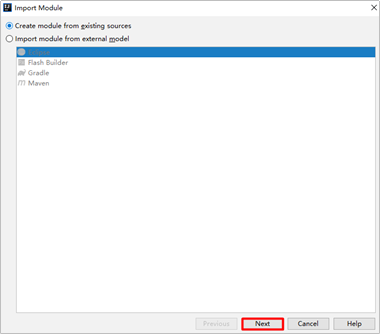 Import Module
Create module from existing sources
Import module from external model
Flash Builder
Gradle
Maven
Previous
Next
Cancel
Help